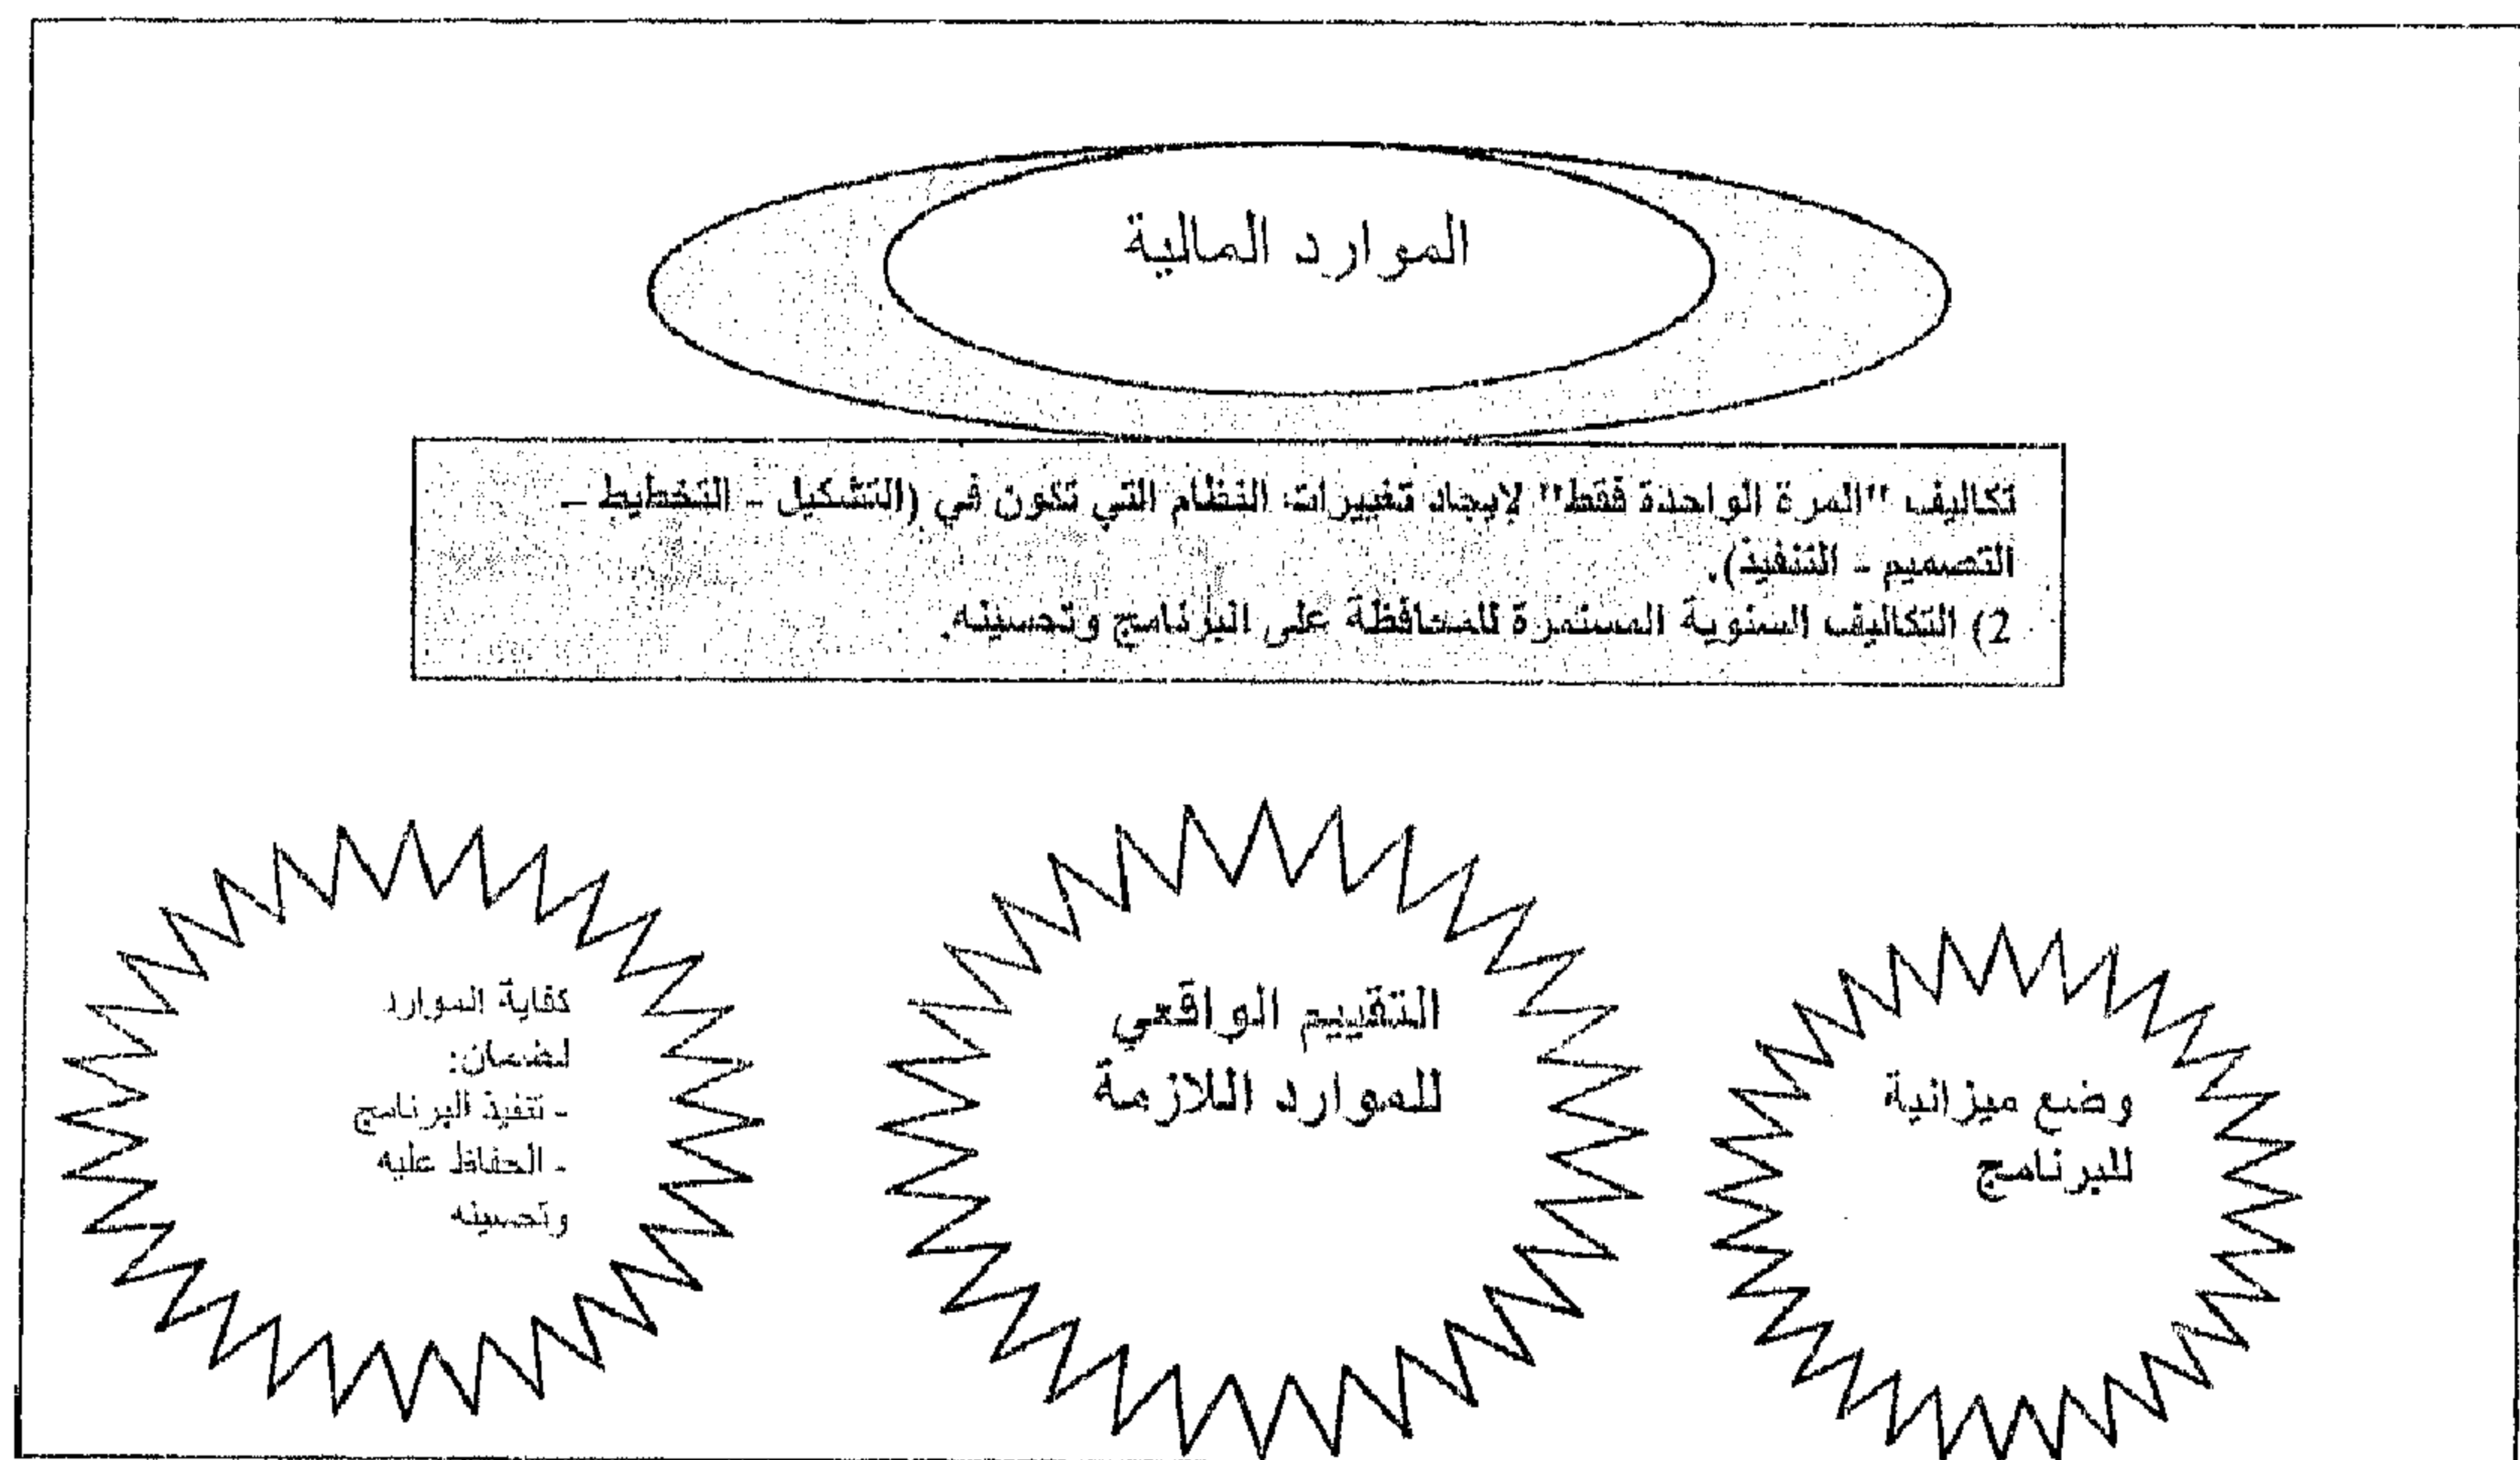 الموارد المالية
تكاليف "المرة الواحدة فقط" لإيجاد تغييرات النظام التي تكون في (التشكيل - التخطيط –
التصميم - التنفيذ).
2) التكاليف السنوية المستمرة للمحافظة على البرنامج وتحسينه.
وضع ميزانية
للبرنامج
التقييم الواقعي
للموارد اللازمة
كفاية الموارد
لضمان:
- تنفيذ البرنامج
- الحفاظ عليه
وتحسينه